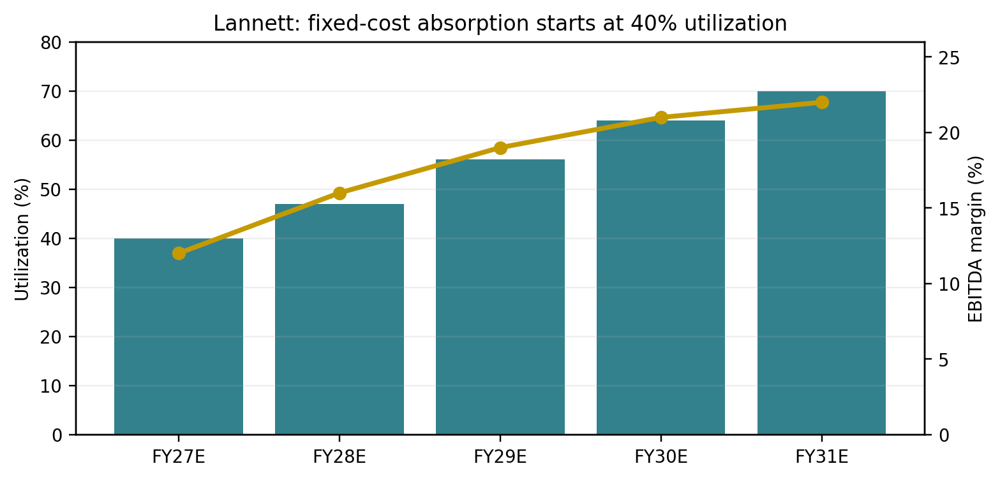 Lannett: fixed-cost absorption starts at 40% utilization
Utilization (%)
80
70
60
50
40
30
20
10
0
EBITDA margin (%)
25
20
15
10
5
0
FY27E
FY28E
FY29E
FY30E
FY31E